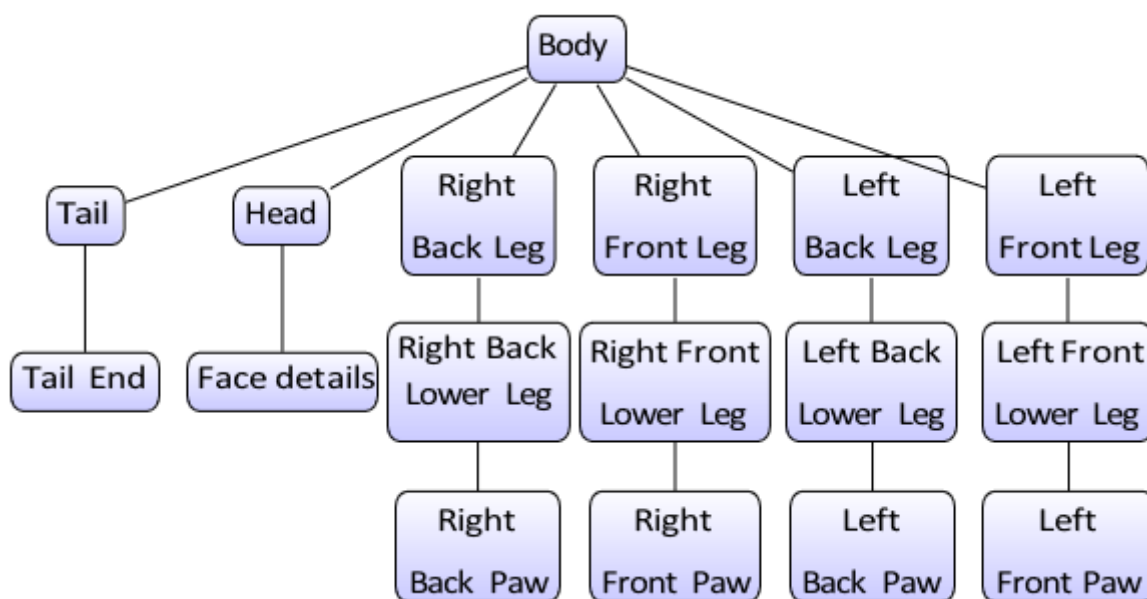 Body
Tail
Head
Right
Back Leg
Right
Front Leg
Left
Back Leg
Left
Front Leg
Tail End
Face details
Right Back
Lower Leg
Right Front
Lower Leg
Left Back
Lower Leg
Left Front
Lower Leg
Right
Back Paw
Right
Front Paw
Left
Back Paw
Left
Front Paw